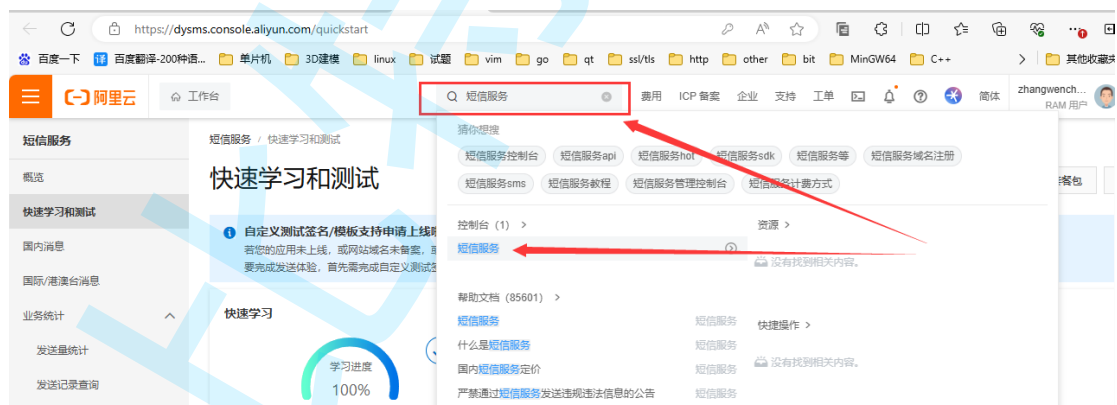 https://dysms.console.aliyun.com/quickstart
百度一下 百度翻译-200种语... 单片机 3D建模 linux 试题 vim go qt ssl/tls http other bit MinGW64 C++ 其他收藏夹
阿里云 工作台 短信服务 费用 ICP 备案 企业 支持 工单 简体 zhangwench...
RAM 用户
短信服务
概览
快速学习和测试
国内消息
国际/港澳台消息
业务统计
发送量统计
发送记录查询
短信服务 / 快速学习和测试
快速学习和测试
自定义测试签名/模板支持申请上线
若您的应用未上线，或网站域名未备案，
要完成发送体验，首先需完成自定义测试
快速学习
学习进度
100%
猜你想搜
短信服务控制台 短信服务api 短信服务hot 短信服务sdk 短信服务等 短信服务域名注册
短信服务sms 短信服务教程 短信服务管理控制台 短信服务计费方式
控制台 (1) >
短信服务
资源 >
没有找到相关内容。
帮助文档 (85601) >
短信服务 短信服务
什么是短信服务 短信服务
国内短信服务定价 短信服务
严禁通过短信服务发送违规违法信息的公告 短信服务
快捷操作 >
没有找到相关内容。
餐包